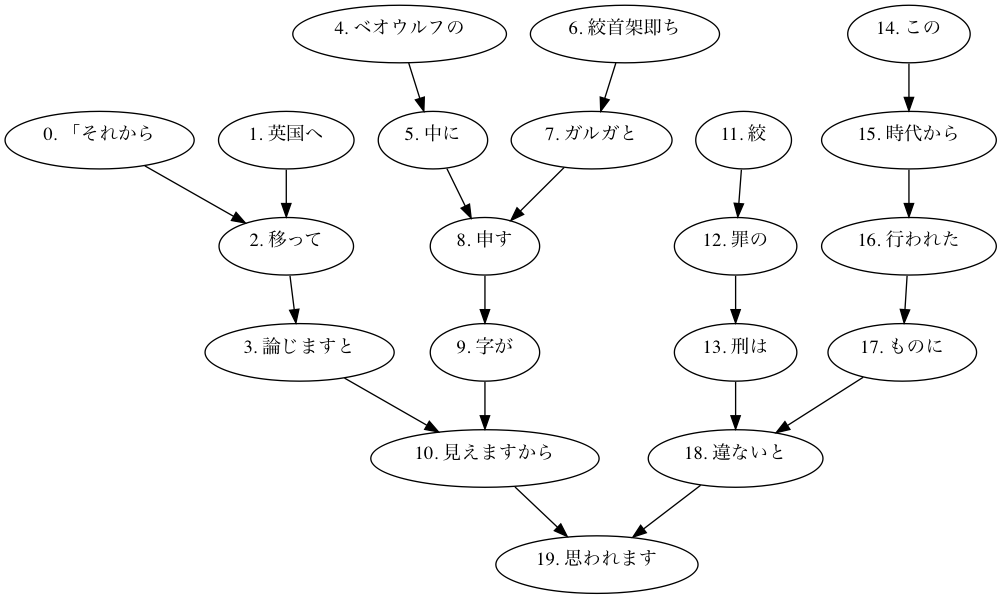 4. ベオウルフの
6. 絞首架即ち
14. この
0. 「それから
1. 英国へ
5. 中に
7. ガルガと
11. 絞
15. 時代から
2. 移って
8. 申す
12. 罪の
16. 行われた
3. 論じますと
9. 字が
13. 刑は
17. ものに
10. 見えますから
18. 違ないと
19. 思われます